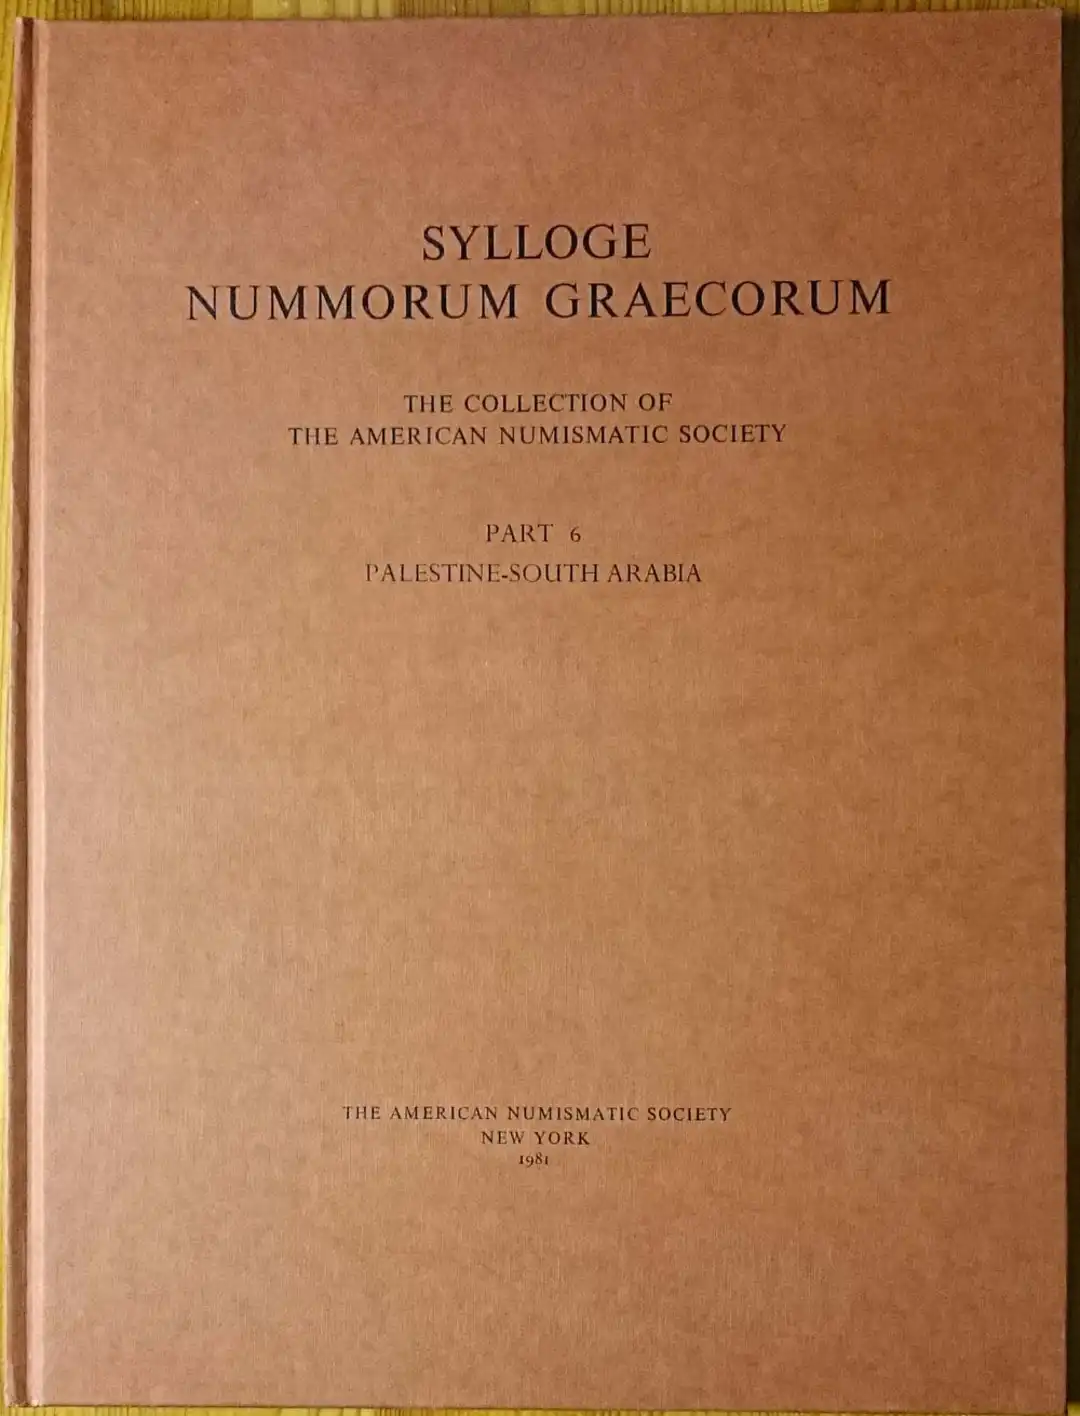 SYLLOGE
NUMMORUM GRAECORUM
THE COLLECTION OF
THE AMERICAN NUMISMATIC SOCIETY
PART 6
PALESTINE-SOUTH ARABIA
THE AMERICAN NUMISMATIC SOCIETY
NEW YORK
1981